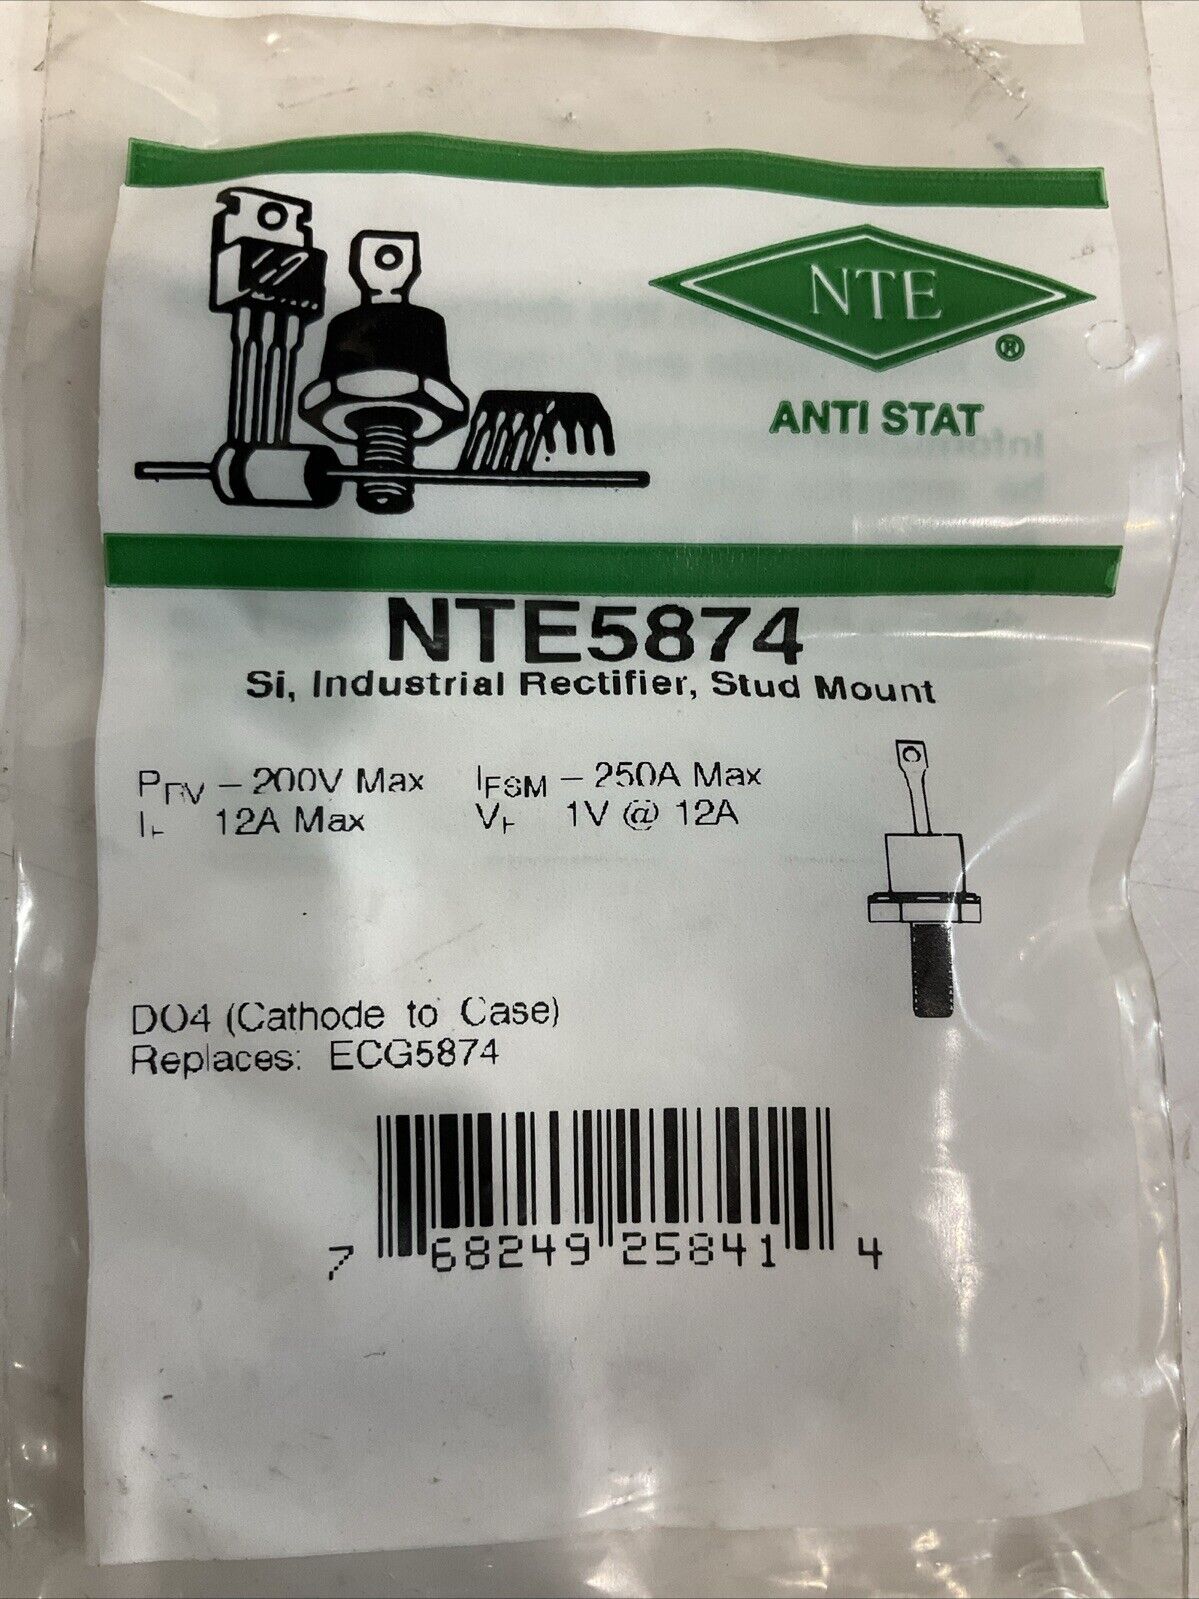 NTE
®
ANTI STAT
NTE5874
Si, Industrial Rectifier, Stud Mount
PRV – 200V Max IFSM – 250A Max
IF 12A Max VF 1V @ 12A
DO4 (Cathode to Case)
Replaces: ECG5874
7 68249 25841 4